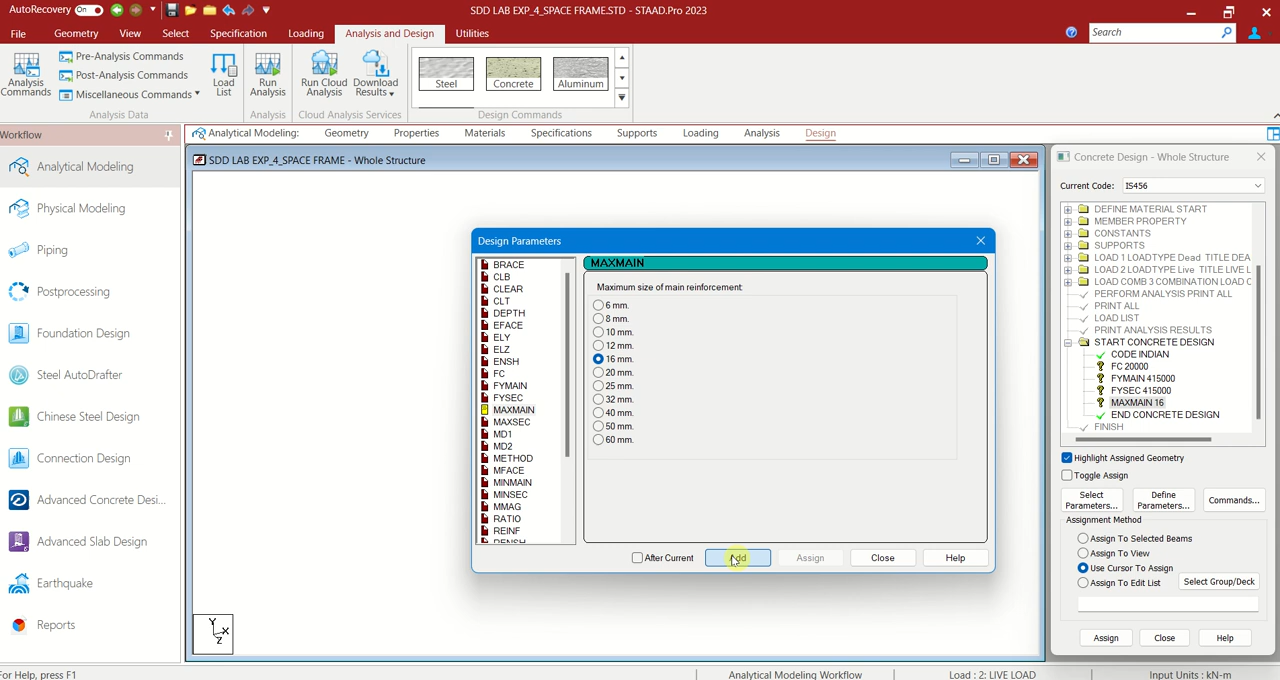 AutoRecovery On
SDD LAB EXP_4_SPACE FRAME.STD - STAAD.Pro 2023
File Geometry View Select Specification Loading Analysis and Design Utilities
Search
Analysis Commands
Pre-Analysis Commands
Post-Analysis Commands
Miscellaneous Commands
Load List
Analysis Data
Run Analysis
Analysis
Run Cloud Analysis
Download Results
Cloud Analysis Services
Steel
Concrete
Aluminum
Design Commands
Workflow
Analytical Modeling: Geometry Properties Materials Specifications Supports Loading Analysis Design
Analytical Modeling
Physical Modeling
Piping
Postprocessing
Foundation Design
Steel AutoDrafter
Chinese Steel Design
Connection Design
Advanced Concrete Desi...
Advanced Slab Design
Earthquake
Reports
SDD LAB EXP_4_SPACE FRAME - Whole Structure
Design Parameters
BRACE
CLB
CLEAR
CLT
DEPTH
EFACE
ELY
ELZ
ENSH
FC
FYMAIN
FYSEC
MAXMAIN
MAXSEC
MD1
MD2
METHOD
MFACE
MINMAIN
MINSEC
MMAG
RATIO
REINF
RENSH
MAXMAIN
Maximum size of main reinforcement:
6 mm.
8 mm.
10 mm.
12 mm.
16 mm.
20 mm.
25 mm.
32 mm.
40 mm.
50 mm.
60 mm.
After Current
Add
Assign
Close
Help
Y
X
Z
Concrete Design - Whole Structure
Current Code: IS456
DEFINE MATERIAL START
MEMBER PROPERTY
CONSTANTS
SUPPORTS
LOAD 1 LOADTYPE Dead TITLE DEA
LOAD 2 LOADTYPE Live TITLE LIVE L
LOAD COMB 3 COMBINATION LOAD C
PERFORM ANALYSIS PRINT ALL
PRINT ALL
LOAD LIST
PRINT ANALYSIS RESULTS
START CONCRETE DESIGN
CODE INDIAN
FC 20000
FYMAIN 415000
FYSEC 415000
MAXMAIN 16
END CONCRETE DESIGN
FINISH
Highlight Assigned Geometry
Toggle Assign
Select Parameters...
Define Parameters...
Commands...
Assignment Method
Assign To Selected Beams
Assign To View
Use Cursor To Assign
Assign To Edit List
Select Group/Deck
Assign
Close
Help
For Help, press F1
Analytical Modeling Workflow
Load : 2: LIVE LOAD
Input Units : kN-m